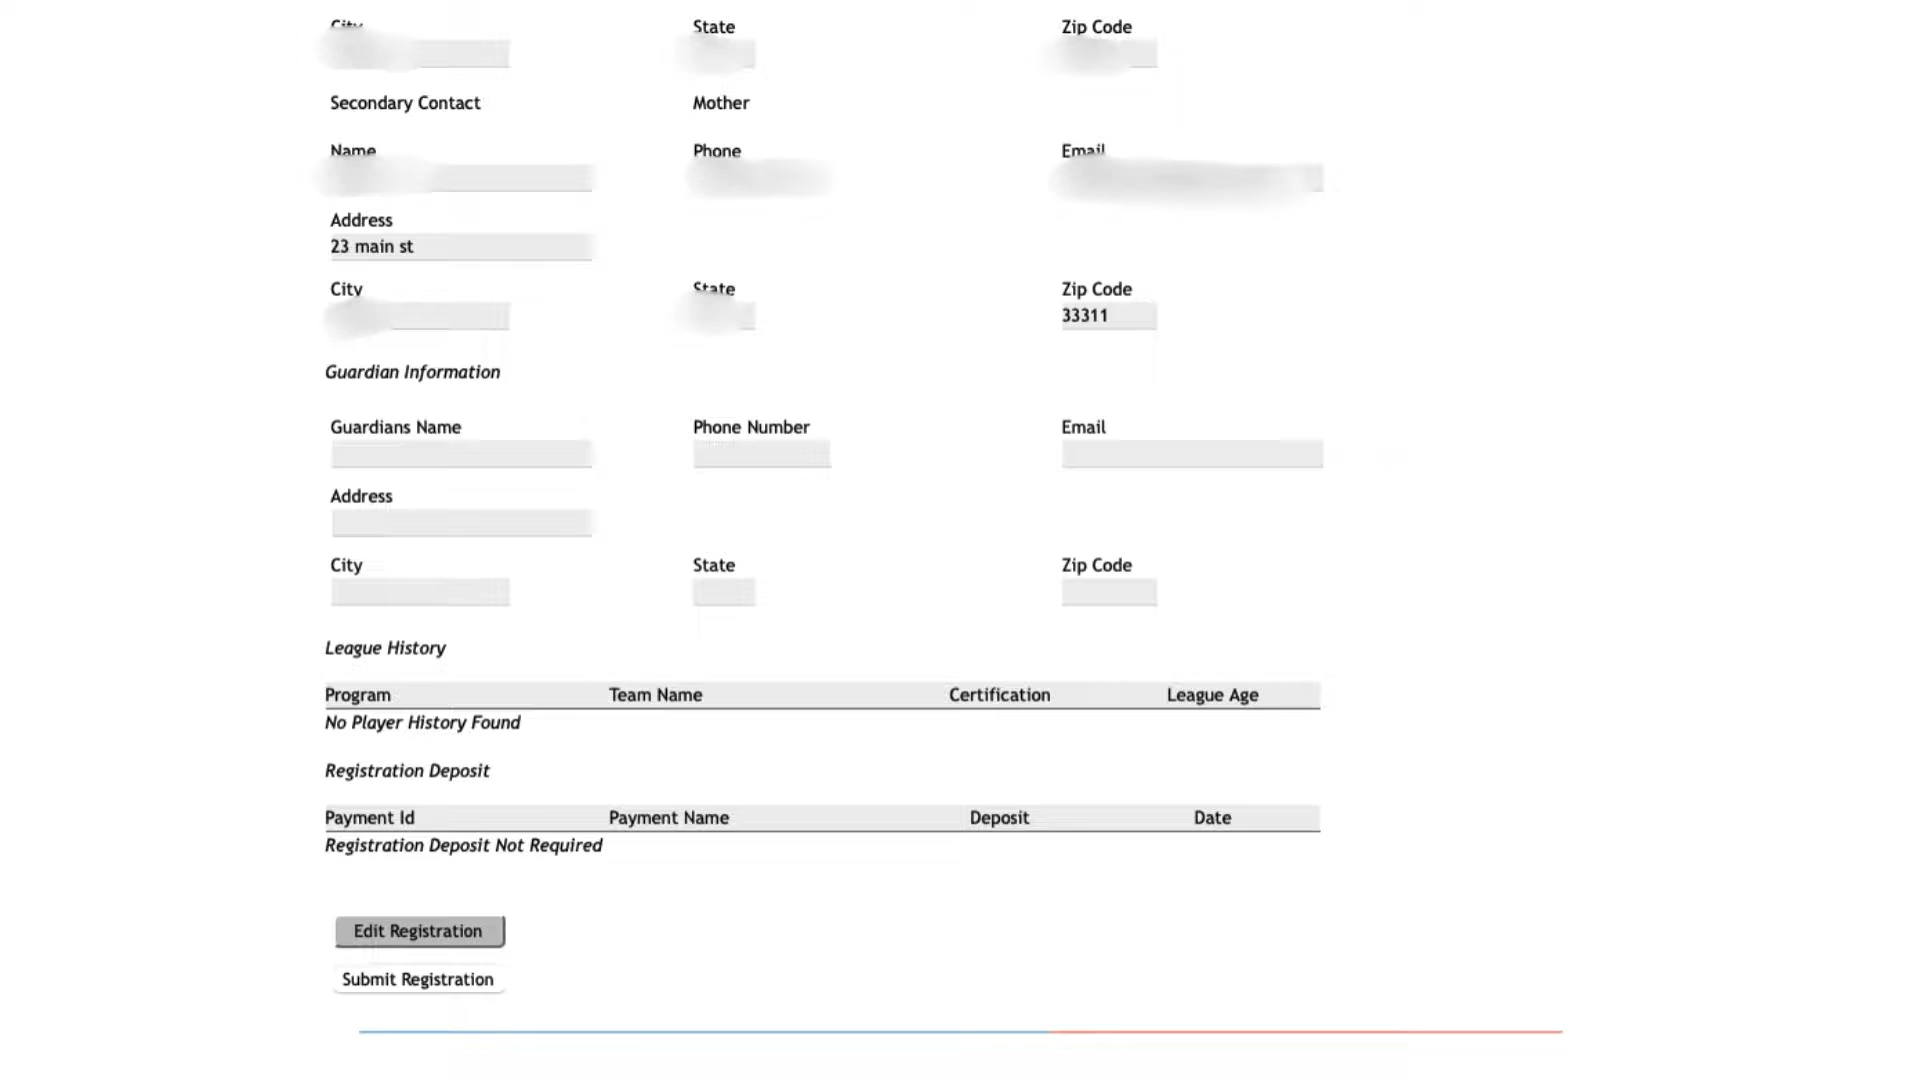 City State Zip Code
Secondary Contact Mother
Name Phone Email
Address
23 main st
City State Zip Code
33311
Guardian Information
Guardians Name Phone Number Email
Address
City State Zip Code
League History
Program Team Name Certification League Age
No Player History Found
Registration Deposit
Payment Id Payment Name Deposit Date
Registration Deposit Not Required
Edit Registration
Submit Registration